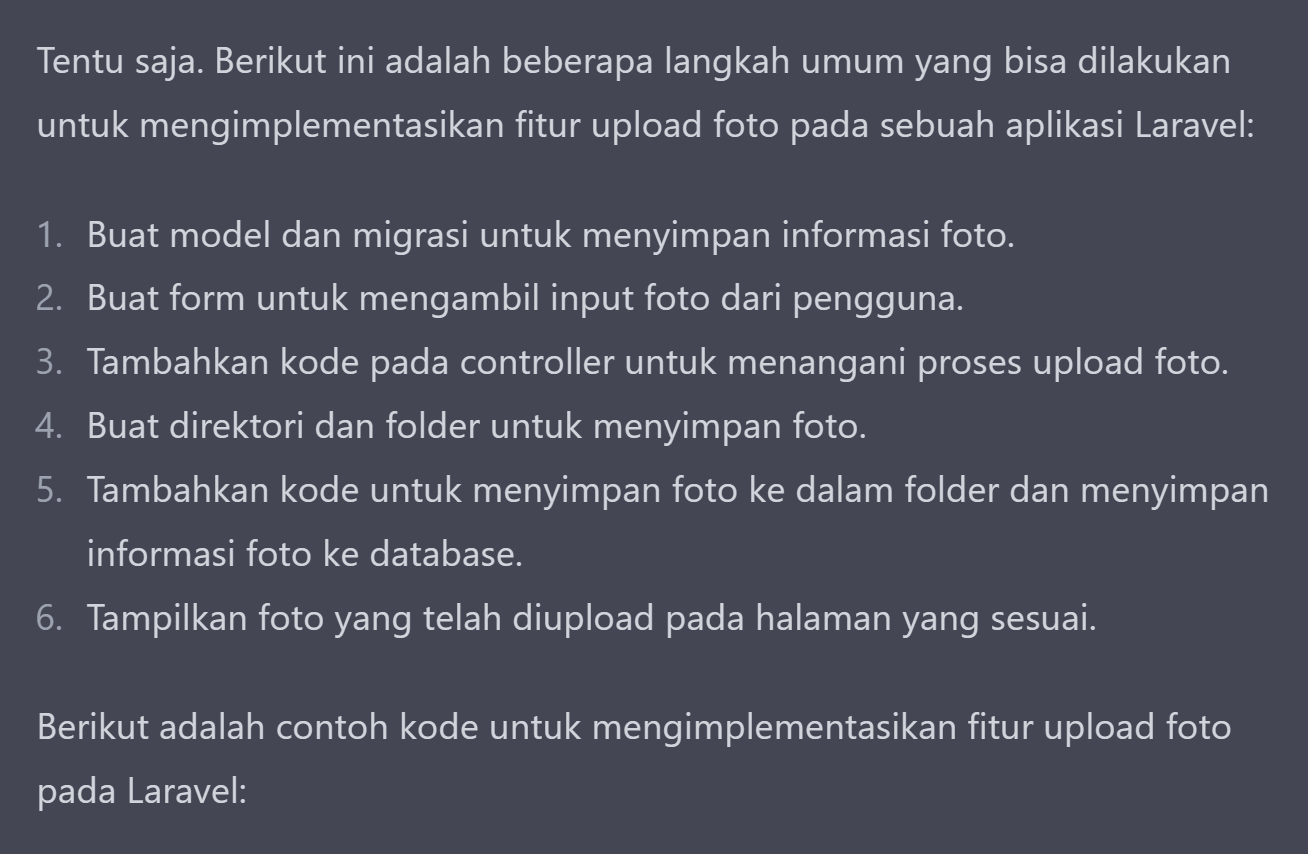 Tentu saja. Berikut ini adalah beberapa langkah umum yang bisa dilakukan
untuk mengimplementasikan fitur upload foto pada sebuah aplikasi Laravel:
1. Buat model dan migrasi untuk menyimpan informasi foto.
2. Buat form untuk mengambil input foto dari pengguna.
3. Tambahkan kode pada controller untuk menangani proses upload foto.
4. Buat direktori dan folder untuk menyimpan foto.
5. Tambahkan kode untuk menyimpan foto ke dalam folder dan menyimpan
informasi foto ke database.
6. Tampilkan foto yang telah diupload pada halaman yang sesuai.
Berikut adalah contoh kode untuk mengimplementasikan fitur upload foto
pada Laravel: